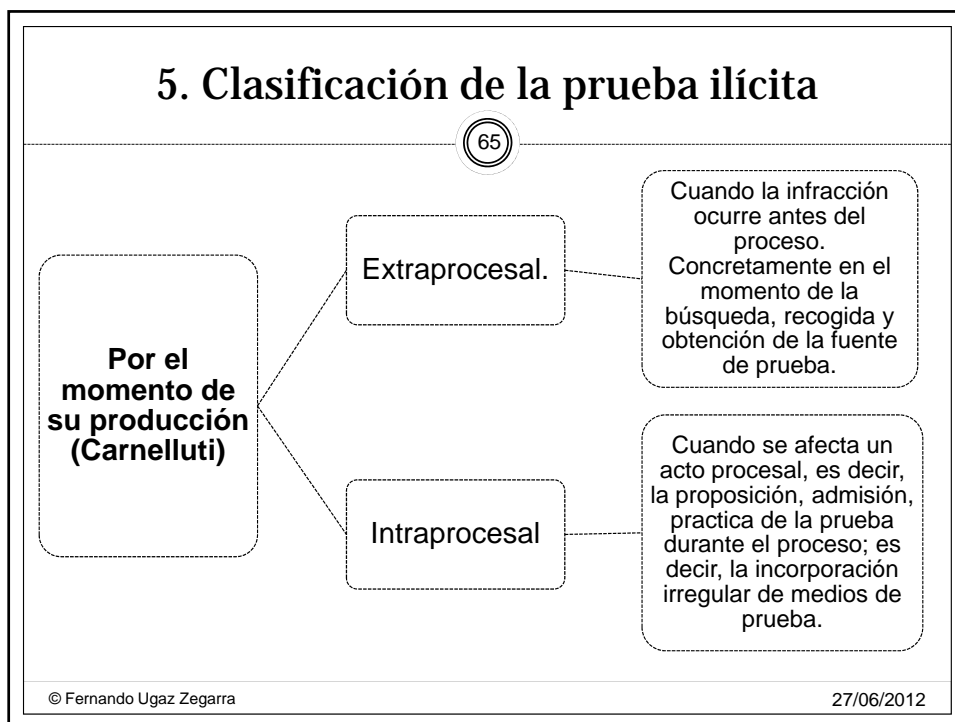 5. Clasificación de la prueba ilícita
65
Por el
momento de
su producción
(Carnelluti)
Extraprocesal.
Cuando la infracción
ocurre antes del
proceso.
Concretamente en el
momento de la
búsqueda, recogida y
obtención de la fuente
de prueba.
Intraprocesal
Cuando se afecta un
acto procesal, es decir,
la proposición, admisión,
practica de la prueba
durante el proceso; es
decir, la incorporación
irregular de medios de
prueba.
© Fernando Ugaz Zegarra
27/06/2012